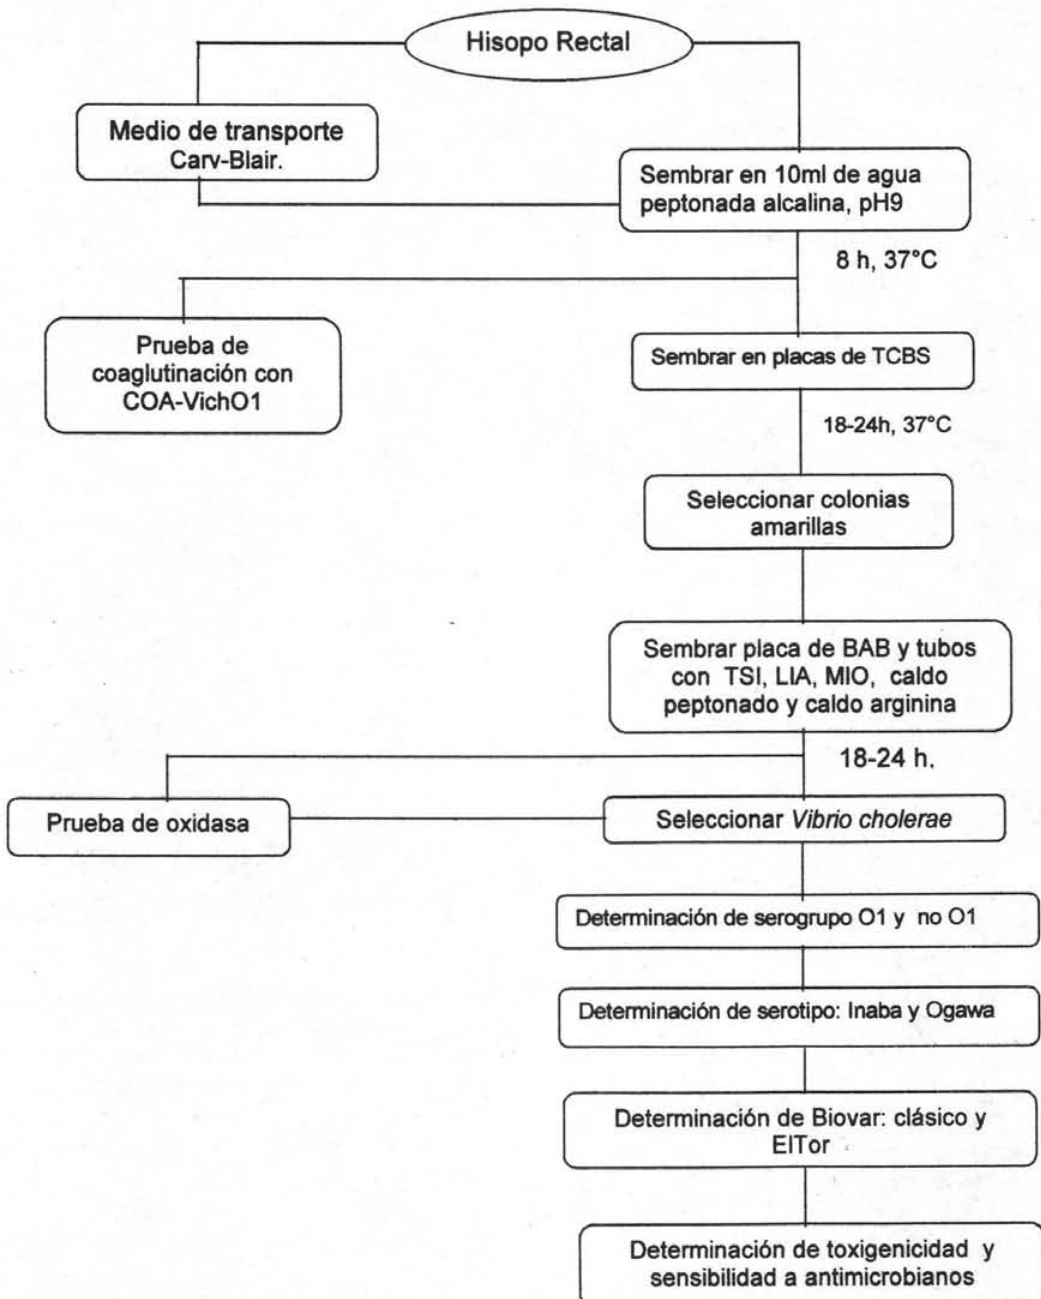 Hisopo Rectal
Medio de transporte
Carv-Blair.
Sembrar en 10ml de agua
peptonada alcalina, pH9
8 h, 37°C
Prueba de
coaglutinación con
COA-VichO1
Sembrar en placas de TCBS
18-24h, 37°C
Seleccionar colonias
amarillas
Sembrar placa de BAB y tubos
con TSI, LIA, MIO, caldo
peptonado y caldo arginina
18-24 h.
Prueba de oxidasa
Seleccionar Vibrio cholerae
Determinación de serogrupo O1 y no O1
Determinación de serotipo: Inaba y Ogawa
Determinación de Biovar: clásico y
ElTor
Determinación de toxigenicidad y
sensibilidad a antimicrobianos